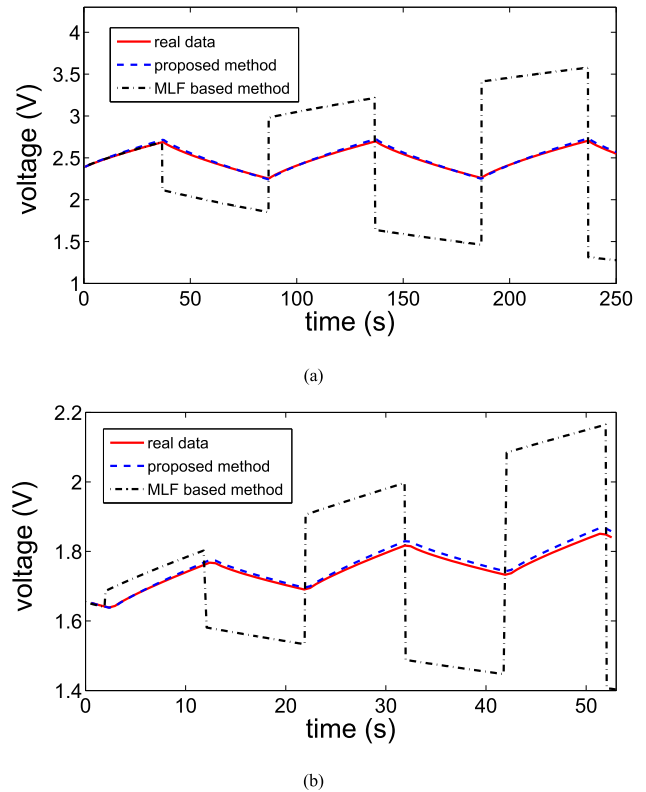 4
3.5
3
2.5
2
1.5
1
voltage (V)
real data
proposed method
MLF based method
0 50 100 150 200 250
time (s)
(a)
2.2
2
1.8
1.6
1.4
voltage (V)
real data
proposed method
MLF based method
0 10 20 30 40 50
time (s)
(b)